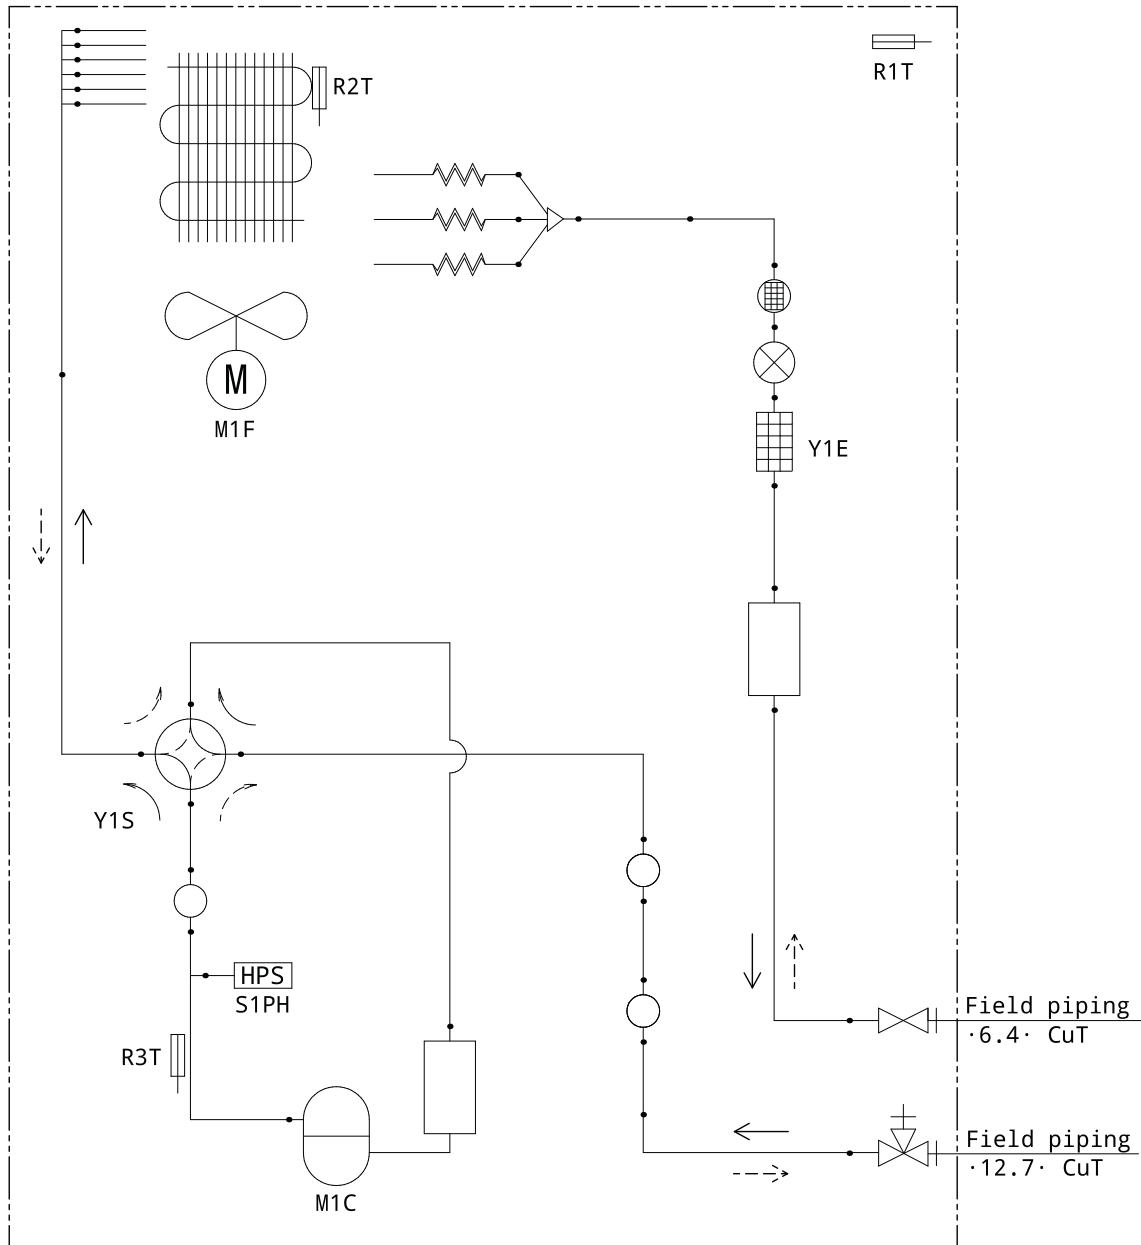 R1T
R2T
M
M1F
Y1E
Y1S
HPS
S1PH
Field piping
·6.4· CuT
R3T
Field piping
·12.7· CuT
M1C